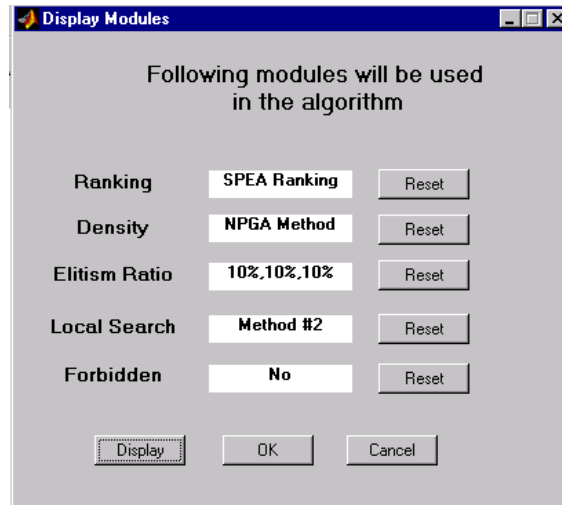 Display Modules
Following modules will be used
in the algorithm
Ranking SPEA Ranking Reset
Density NPGA Method Reset
Elitism Ratio 10%,10%,10% Reset
Local Search Method #2 Reset
Forbidden No Reset
Display OK Cancel